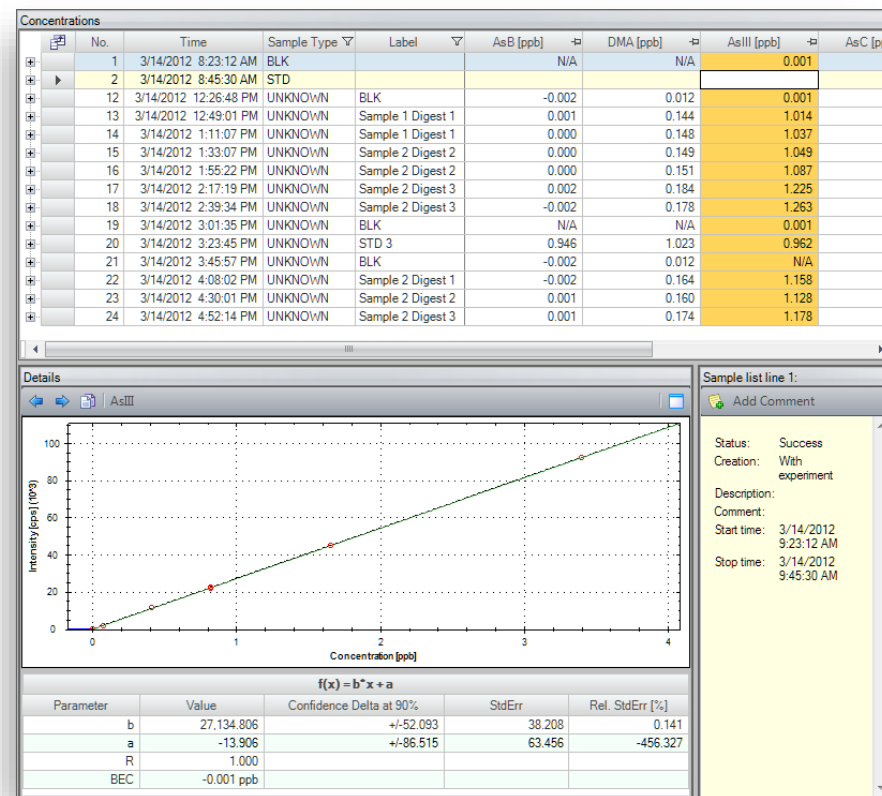 Concentrations
No. Time Sample Type Label AsB [ppb] DMA [ppb] AsIII [ppb] AsC [p
1 3/14/2012 8:23:12 AM BLK N/A N/A 0.001
2 3/14/2012 8:45:30 AM STD
12 3/14/2012 12:26:48 PM UNKNOWN BLK -0.002 0.012 0.001
13 3/14/2012 12:49:01 PM UNKNOWN Sample 1 Digest 1 0.001 0.144 1.014
14 3/14/2012 1:11:07 PM UNKNOWN Sample 1 Digest 1 0.000 0.148 1.037
15 3/14/2012 1:33:07 PM UNKNOWN Sample 2 Digest 2 0.000 0.149 1.049
16 3/14/2012 1:55:22 PM UNKNOWN Sample 2 Digest 2 0.000 0.151 1.087
17 3/14/2012 2:17:19 PM UNKNOWN Sample 2 Digest 3 0.002 0.184 1.225
18 3/14/2012 2:39:34 PM UNKNOWN Sample 2 Digest 3 -0.002 0.178 1.263
19 3/14/2012 3:01:35 PM UNKNOWN BLK N/A N/A 0.001
20 3/14/2012 3:23:45 PM UNKNOWN STD 3 0.946 1.023 0.962
21 3/14/2012 3:45:57 PM UNKNOWN BLK -0.002 0.012 N/A
22 3/14/2012 4:08:02 PM UNKNOWN Sample 2 Digest 1 -0.002 0.164 1.158
23 3/14/2012 4:30:01 PM UNKNOWN Sample 2 Digest 2 0.001 0.160 1.128
24 3/14/2012 4:52:14 PM UNKNOWN Sample 2 Digest 3 0.001 0.174 1.178
Details
AsIII
Intensity [cps] (10^3)
100
80
60
40
20
0
0 1 2 3 4
Concentration [ppb]
f(x) = b*x + a
Parameter Value Confidence Delta at 90% StdErr Rel. StdErr [%]
b 27,134.806 +/-52.093 38.208 0.141
a -13.906 +/-86.515 63.456 -456.327
R 1.000
BEC -0.001 ppb
Sample list line 1:
Add Comment
Status: Success
Creation: With
experiment
Description:
Comment:
Start time: 3/14/2012
9:23:12 AM
Stop time: 3/14/2012
9:45:30 AM